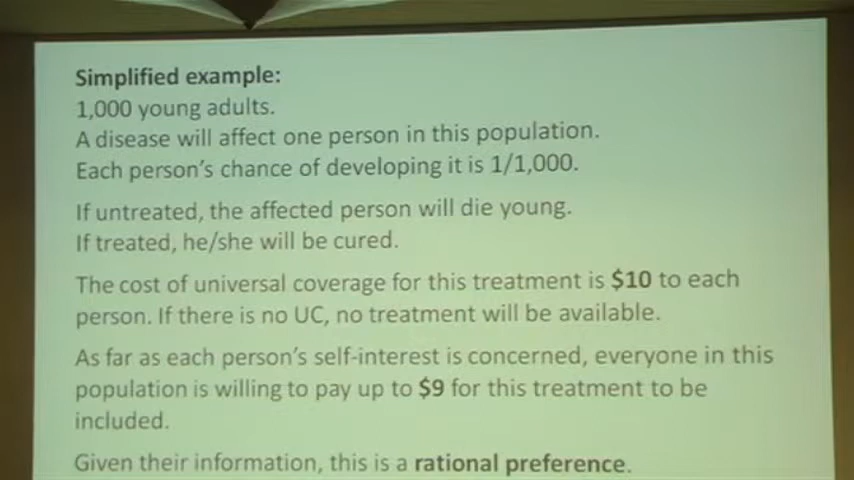 Simplified example:
1,000 young adults.
A disease will affect one person in this population.
Each person's chance of developing it is 1/1,000.
If untreated, the affected person will die young.
If treated, he/she will be cured.
The cost of universal coverage for this treatment is $10 to each
person. If there is no UC, no treatment will be available.
As far as each person's self-interest is concerned, everyone in this
population is willing to pay up to $9 for this treatment to be
included.
Given their information, this is a rational preference.